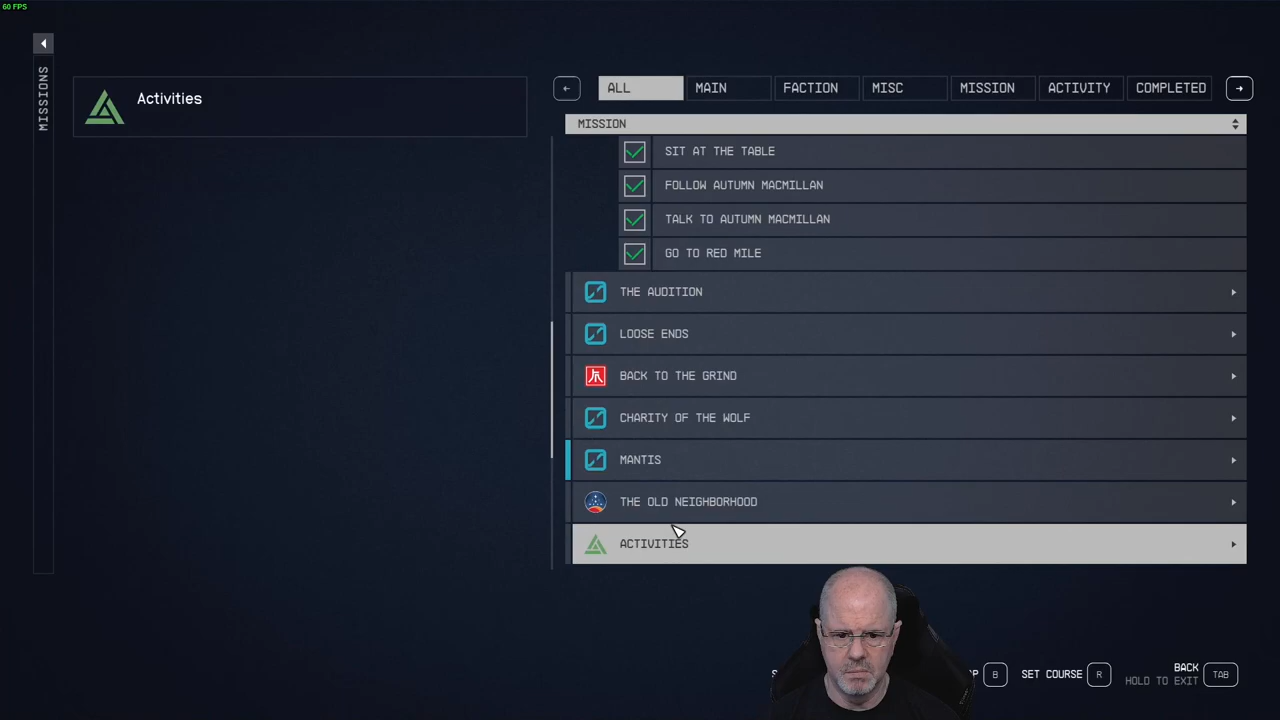 60 FPS
MISSIONS
Activities
ALL
MAIN
FACTION
MISC
MISSION
ACTIVITY
COMPLETED
MISSION
SIT AT THE TABLE
FOLLOW AUTUMN MACMILLAN
TALK TO AUTUMN MACMILLAN
GO TO RED MILE
THE AUDITION
LOOSE ENDS
BACK TO THE GRIND
CHARITY OF THE WOLF
MANTIS
THE OLD NEIGHBORHOOD
ACTIVITIES
B
SET COURSE R
BACK
HOLD TO EXIT
TAB